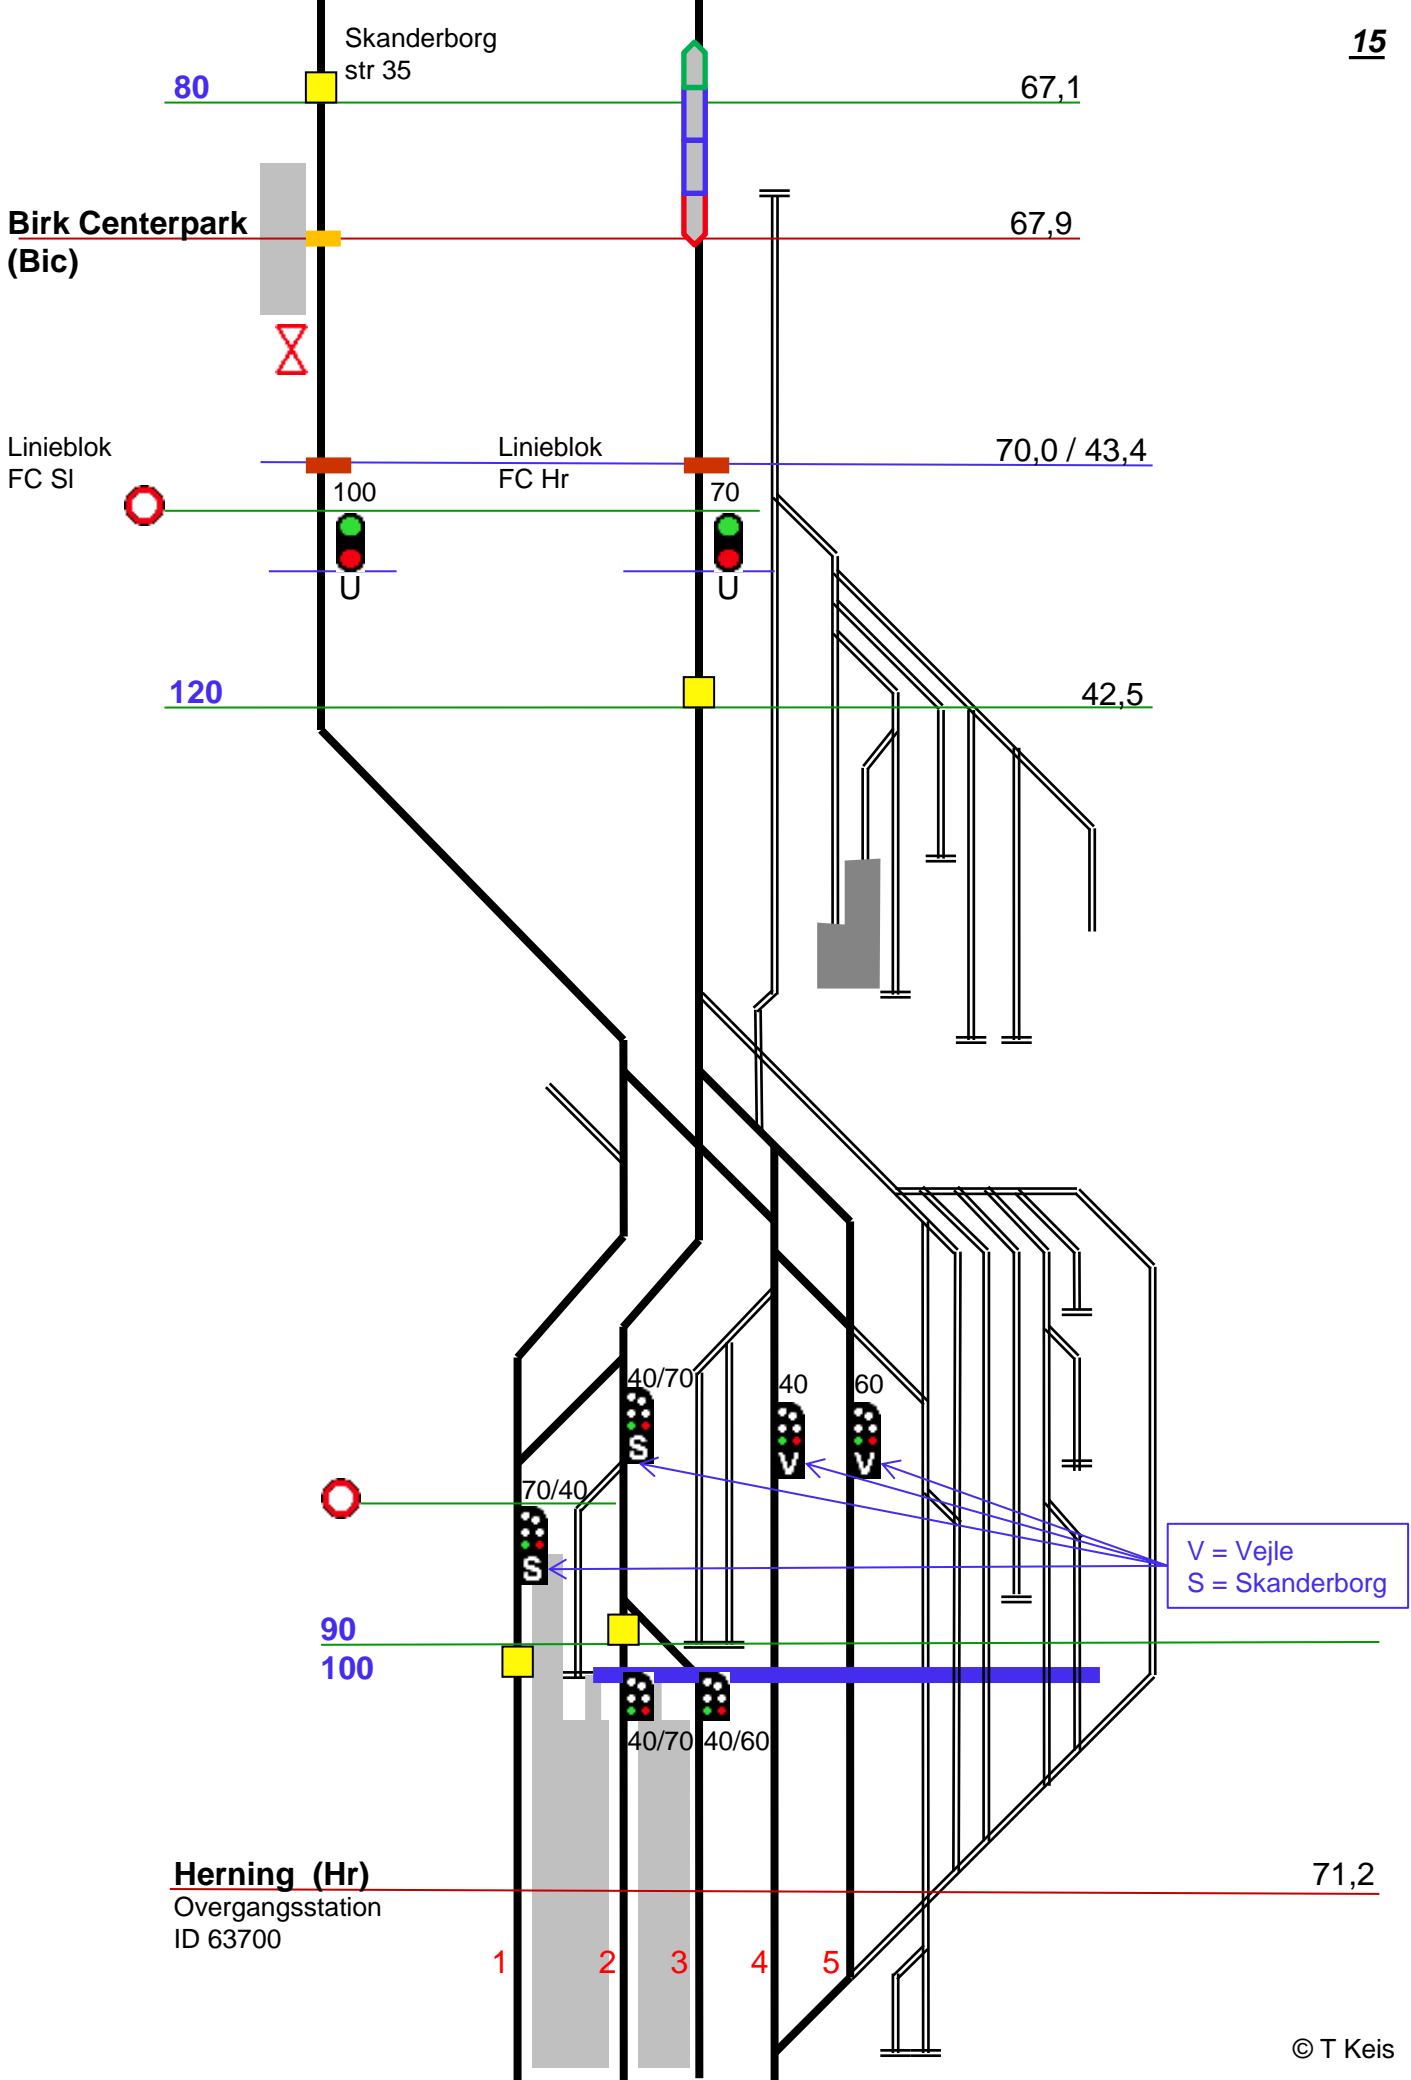 15
Skanderborg
str 35
80
67,1
Birk Centerpark
(Bic)
67,9
Linieblok
FC Sl
Linieblok
FC Hr
70,0 / 43,4
100
70
U
U
120
42,5
40/70
40
60
S
V
V
70/40
S
V = Vejle
S = Skanderborg
90
100
40/70
40/60
Herning (Hr)
71,2
Overgangsstation
ID 63700
1
2
3
4
5
© T Keis